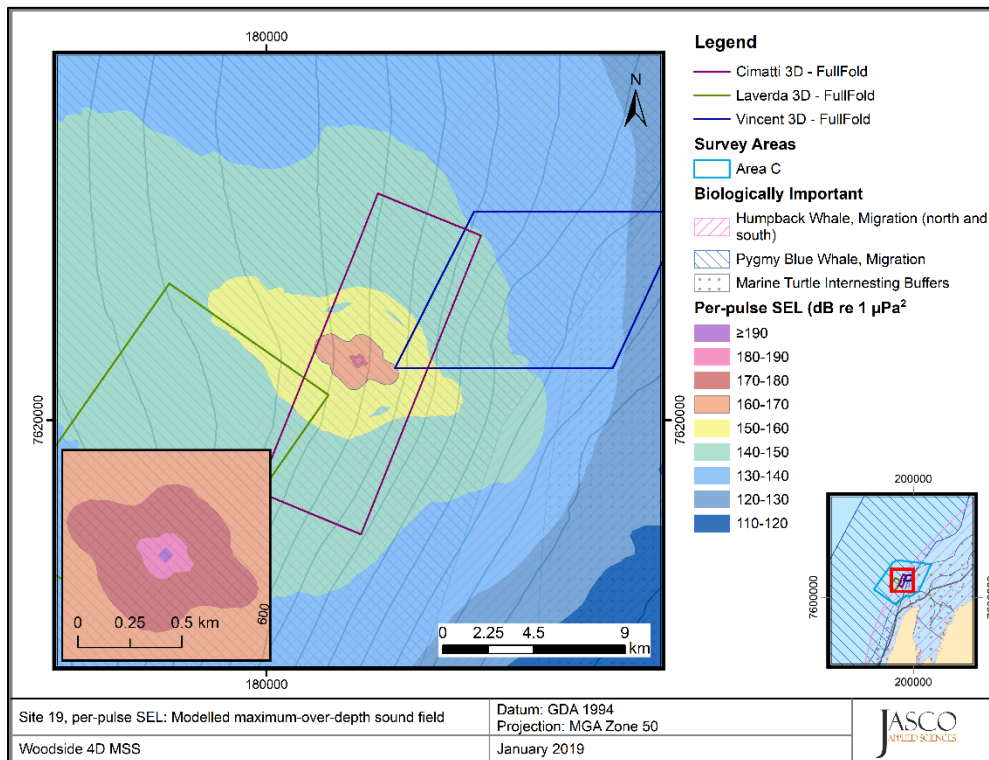 180000
N
7620000
7620000
180000
0 0.25 0.5 km
600
0 2.25 4.5 9
km
Legend
Cimatti 3D - FullFold
Laverda 3D - FullFold
Vincent 3D - FullFold
Survey Areas
Area C
Biologically Important
Humpback Whale, Migration (north and
south)
Pygmy Blue Whale, Migration
Marine Turtle Internesting Buffers
Per-pulse SEL (dB re 1 µPa²
≥190
180-190
170-180
160-170
150-160
140-150
130-140
120-130
110-120
200000
7600000
200000
Site 19, per-pulse SEL: Modelled maximum-over-depth sound field
Datum: GDA 1994
Projection: MGA Zone 50
Woodside 4D MSS
January 2019
JASCO
APPLIED SCIENCES